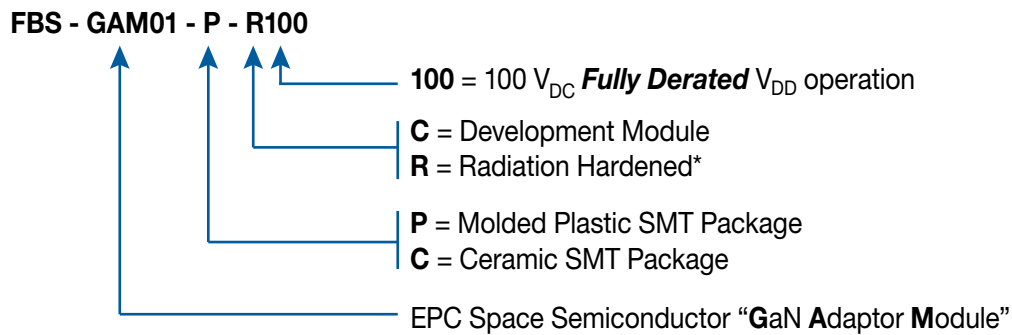 FBS - GAM01 - P - R100
100 = 100 VDC Fully Derated VDD operation
C = Development Module
R = Radiation Hardened*
P = Molded Plastic SMT Package
C = Ceramic SMT Package
EPC Space Semiconductor “GaN Adaptor Module”